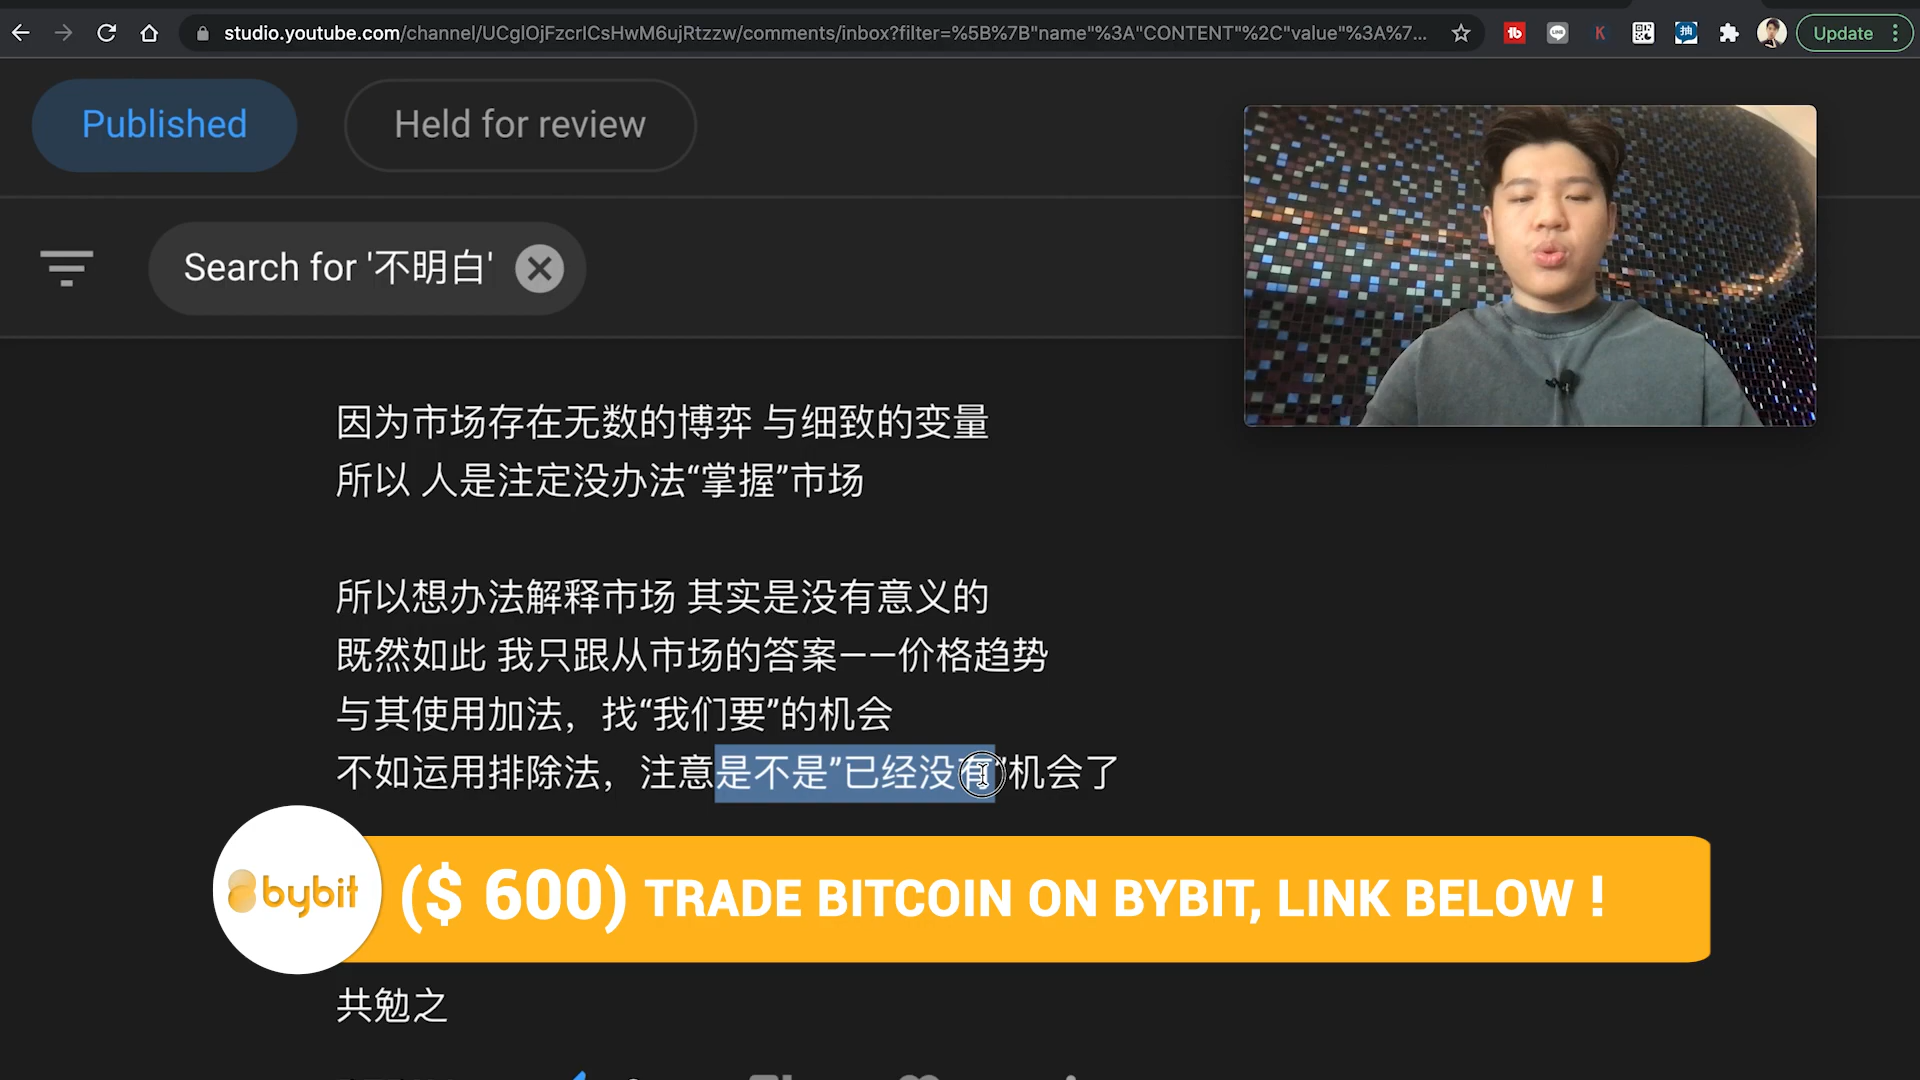 studio.youtube.com/channel/UCglOjFzcrICsHwM6ujRtzzw/comments/inbox?filter=%5B%7B"name"%3A"CONTENT"%2C"value"%3A%7...
Update
Published
Held for review
Search for '不明白'
因为市场存在无数的博弈 与细致的变量
所以 人是注定没办法“掌握”市场
所以想办法解释市场 其实是没有意义的
既然如此 我只跟从市场的答案——价格趋势
与其使用加法，找“我们要”的机会
不如运用排除法，注意是不是”已经没有”机会了
bybit
($ 600) TRADE BITCOIN ON BYBIT, LINK BELOW !
共勉之